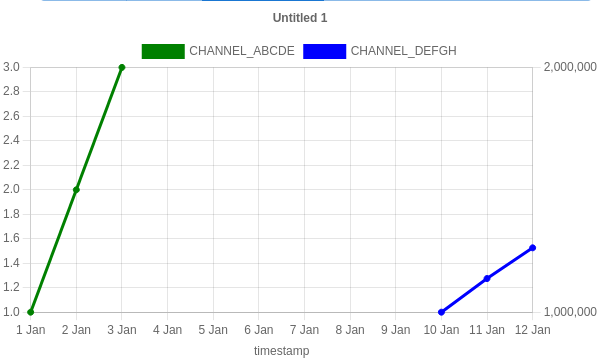 Untitled 1
CHANNEL_ABCDE CHANNEL_DEFGH
3.0 2,000,000
2.8
2.6
2.4
2.2
2.0
1.8
1.6
1.4
1.2
1.0 1,000,000
1 Jan 2 Jan 3 Jan 4 Jan 5 Jan 6 Jan 7 Jan 8 Jan 9 Jan 10 Jan 11 Jan 12 Jan
timestamp